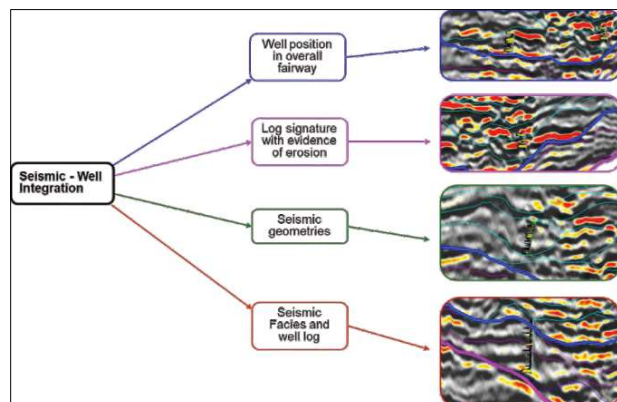 Well position
in overall
fairway
Log signature
with evidence
of erosion
Seismic - Well
Integration
Seismic
geometries
Seismic
Facies and
well log